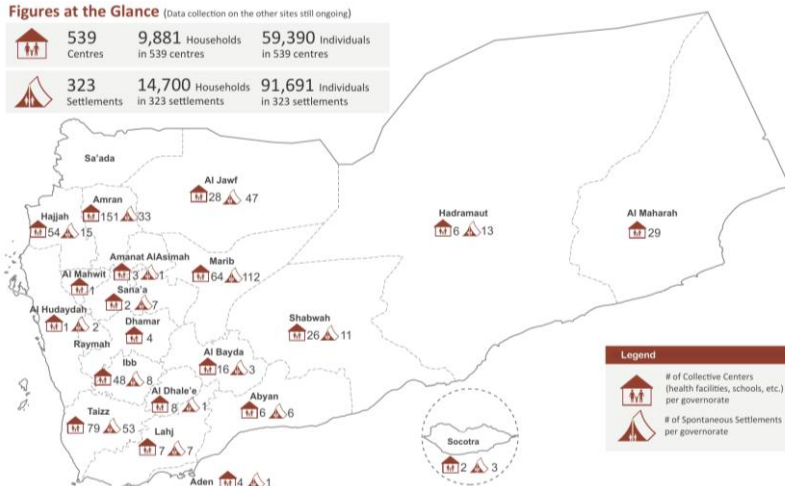 Figures at the Glance (Data collection on the other sites still ongoing)
539 9,881 Households 59,390 Individuals
Centres in 539 centres in 539 centres
323 14,700 Households 91,691 Individuals
Settlements in 323 settlements in 323 settlements
Sa'ada
Al Jawf
28 47
Amran
151 33
Hajjah
54 15
Hadramaut
6 13
Al Maharah
29
Amanat AlAsimah
3 1
Marib
64 112
Al Mahwit
1
Sana'a
2 7
Al Hudaydah
1 2
Dhamar
4
Shabwah
26 11
Raymah
Ibb
48 8
Al Bayda
16 3
Al Dhale'e
8 1
Abyan
6 6
Taizz
79 53
Lahj
7 7
Aden 4 1
Socotra
2 3
Legend
# of Collective Centers
(health facilities, schools, etc.)
per governorate
# of Spontaneous Settlements
per governorate